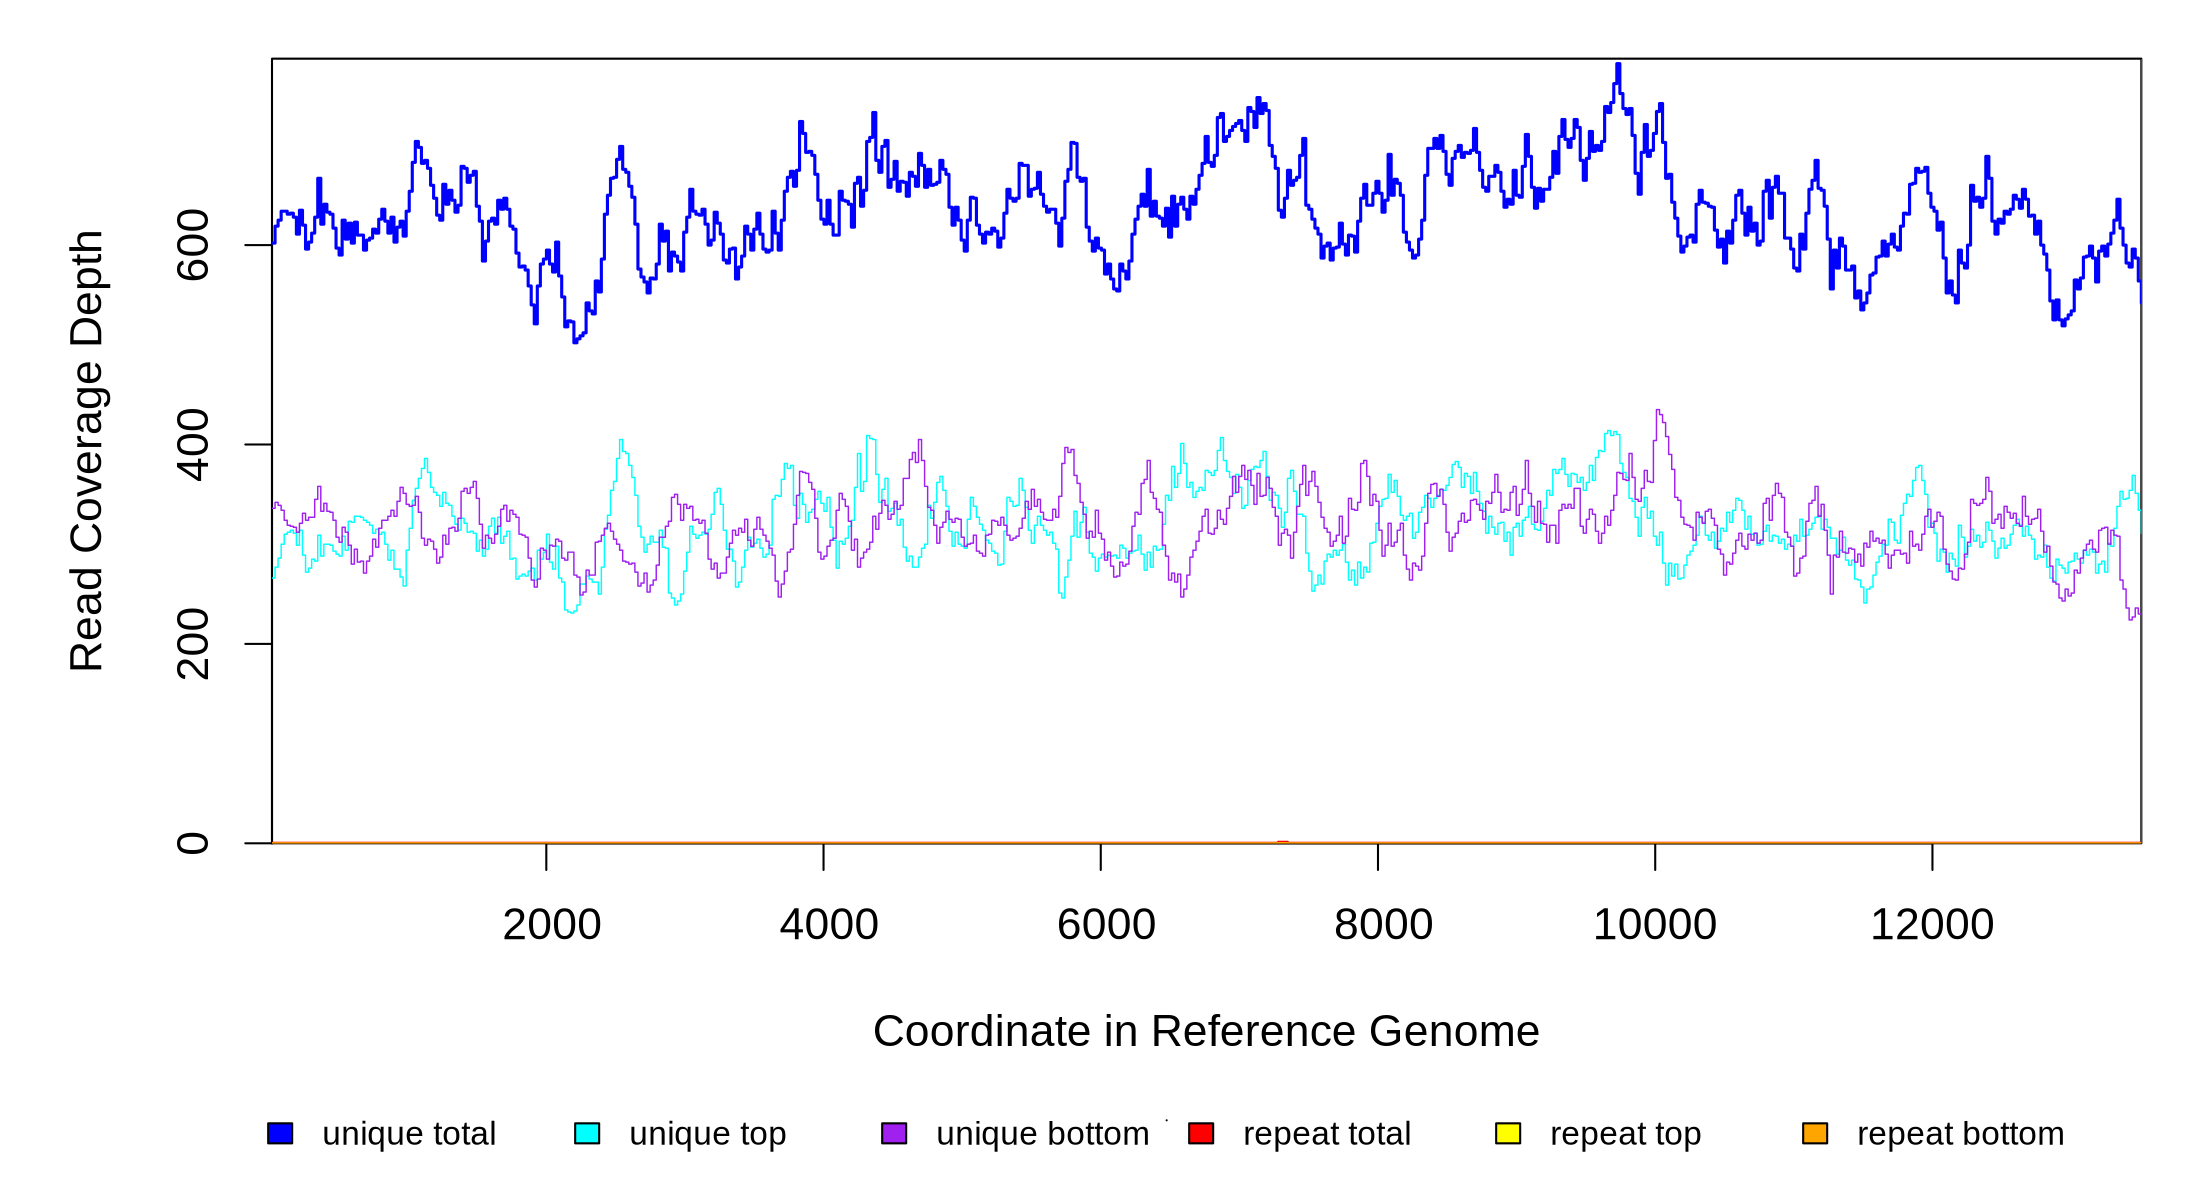 Read Coverage Depth
600
400
200
0
2000 4000 6000 8000 10000 12000
Coordinate in Reference Genome
unique total unique top unique bottom repeat total repeat top repeat bottom